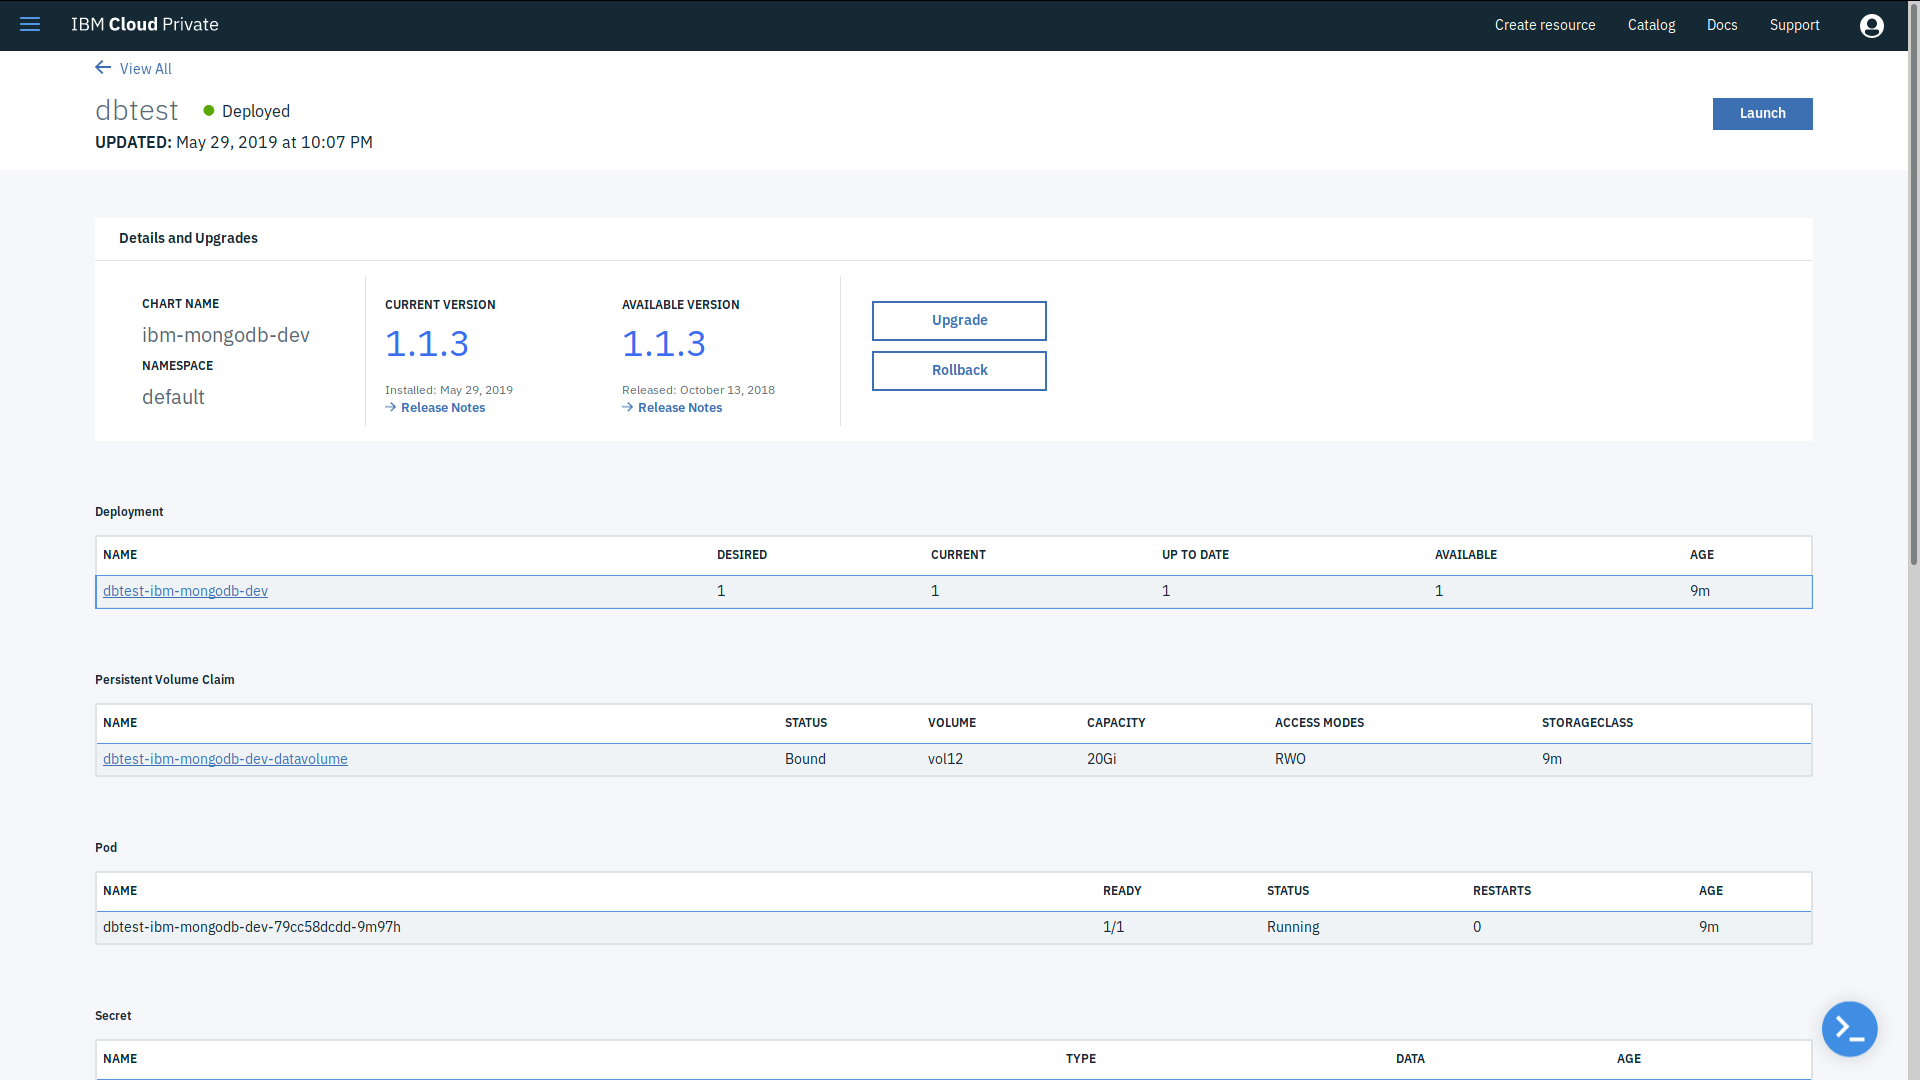 IBM Cloud Private
Create resource Catalog Docs Support
View All
dbtest Deployed
Launch
UPDATED: May 29, 2019 at 10:07 PM
Details and Upgrades
CHART NAME
ibm-mongodb-dev
NAMESPACE
default
CURRENT VERSION
1.1.3
Installed: May 29, 2019
Release Notes
AVAILABLE VERSION
1.1.3
Released: October 13, 2018
Release Notes
Upgrade
Rollback
Deployment
NAME DESIRED CURRENT UP TO DATE AVAILABLE AGE
dbtest-ibm-mongodb-dev 1 1 1 1 9m
Persistent Volume Claim
NAME STATUS VOLUME CAPACITY ACCESS MODES STORAGECLASS
dbtest-ibm-mongodb-dev-datavolume Bound vol12 20Gi RWO 9m
Pod
NAME READY STATUS RESTARTS AGE
dbtest-ibm-mongodb-dev-79cc58dcdd-9m97h 1/1 Running 0 9m
Secret
NAME TYPE DATA AGE